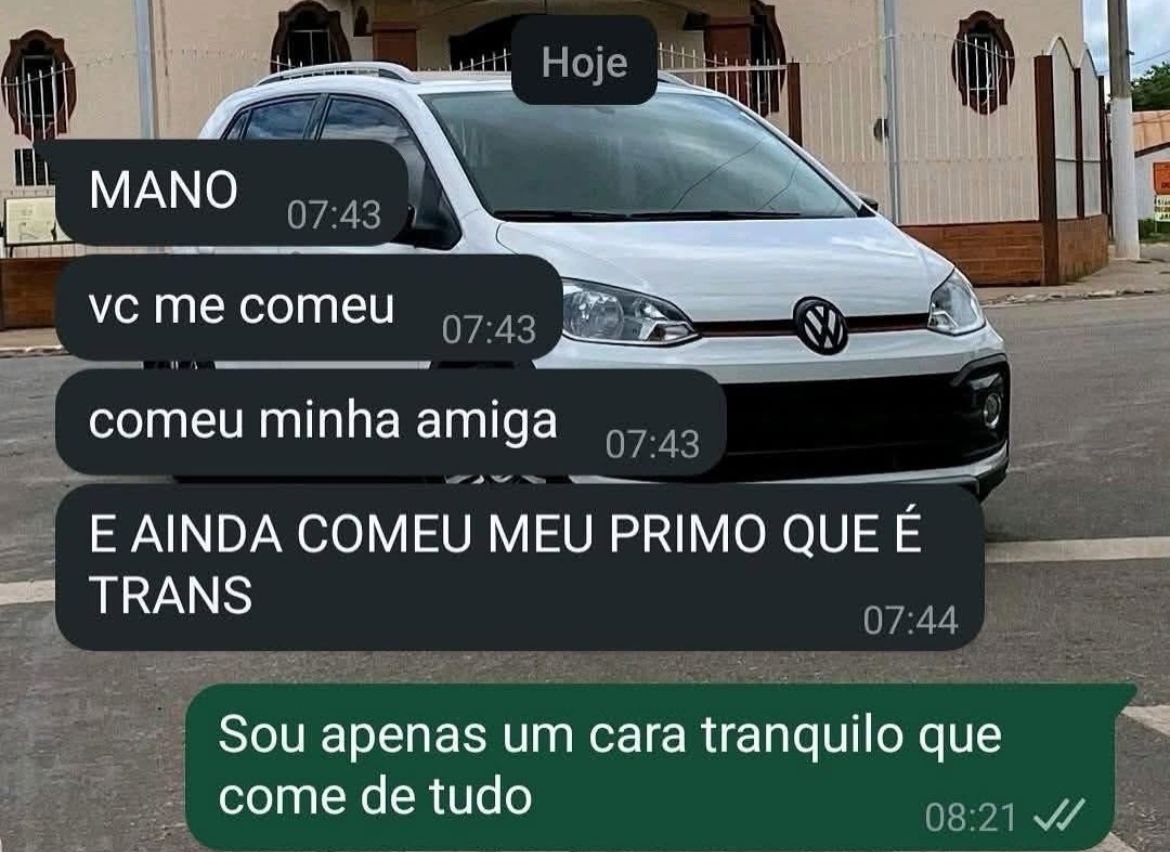 Hoje
MANO
07:43
vc me comeu
07:43
comeu minha amiga
07:43
E AINDA COMEU MEU PRIMO QUE É
TRANS
07:44
Sou apenas um cara tranquilo que
come de tudo
08:21